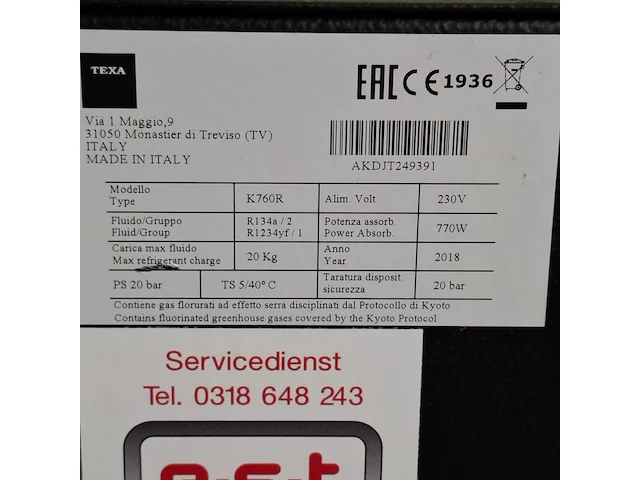 TEXA
EAC CE 1936
Via 1 Maggio,9
31050 Monastier di Treviso (TV)
ITALY
MADE IN ITALY
AKDJT249391
Modello
Type
K760R
Alim. Volt
230V
Fluido/Gruppo
Fluid/Group
R134a / 2
R1234yf / 1
Potenza assorb.
Power Absorb.
770W
Carica max fluido
Max refrigerant charge
20 Kg
Anno
Year
2018
PS 20 bar
TS 5/40° C
Taratura disposit.
sicurezza
20 bar
Contiene gas florurati ad effetto serra disciplinati dal Protocollo di Kyoto
Contains fluorinated greenhouse gases covered by the Kyoto Protocol
Servicedienst
Tel. 0318 648 243